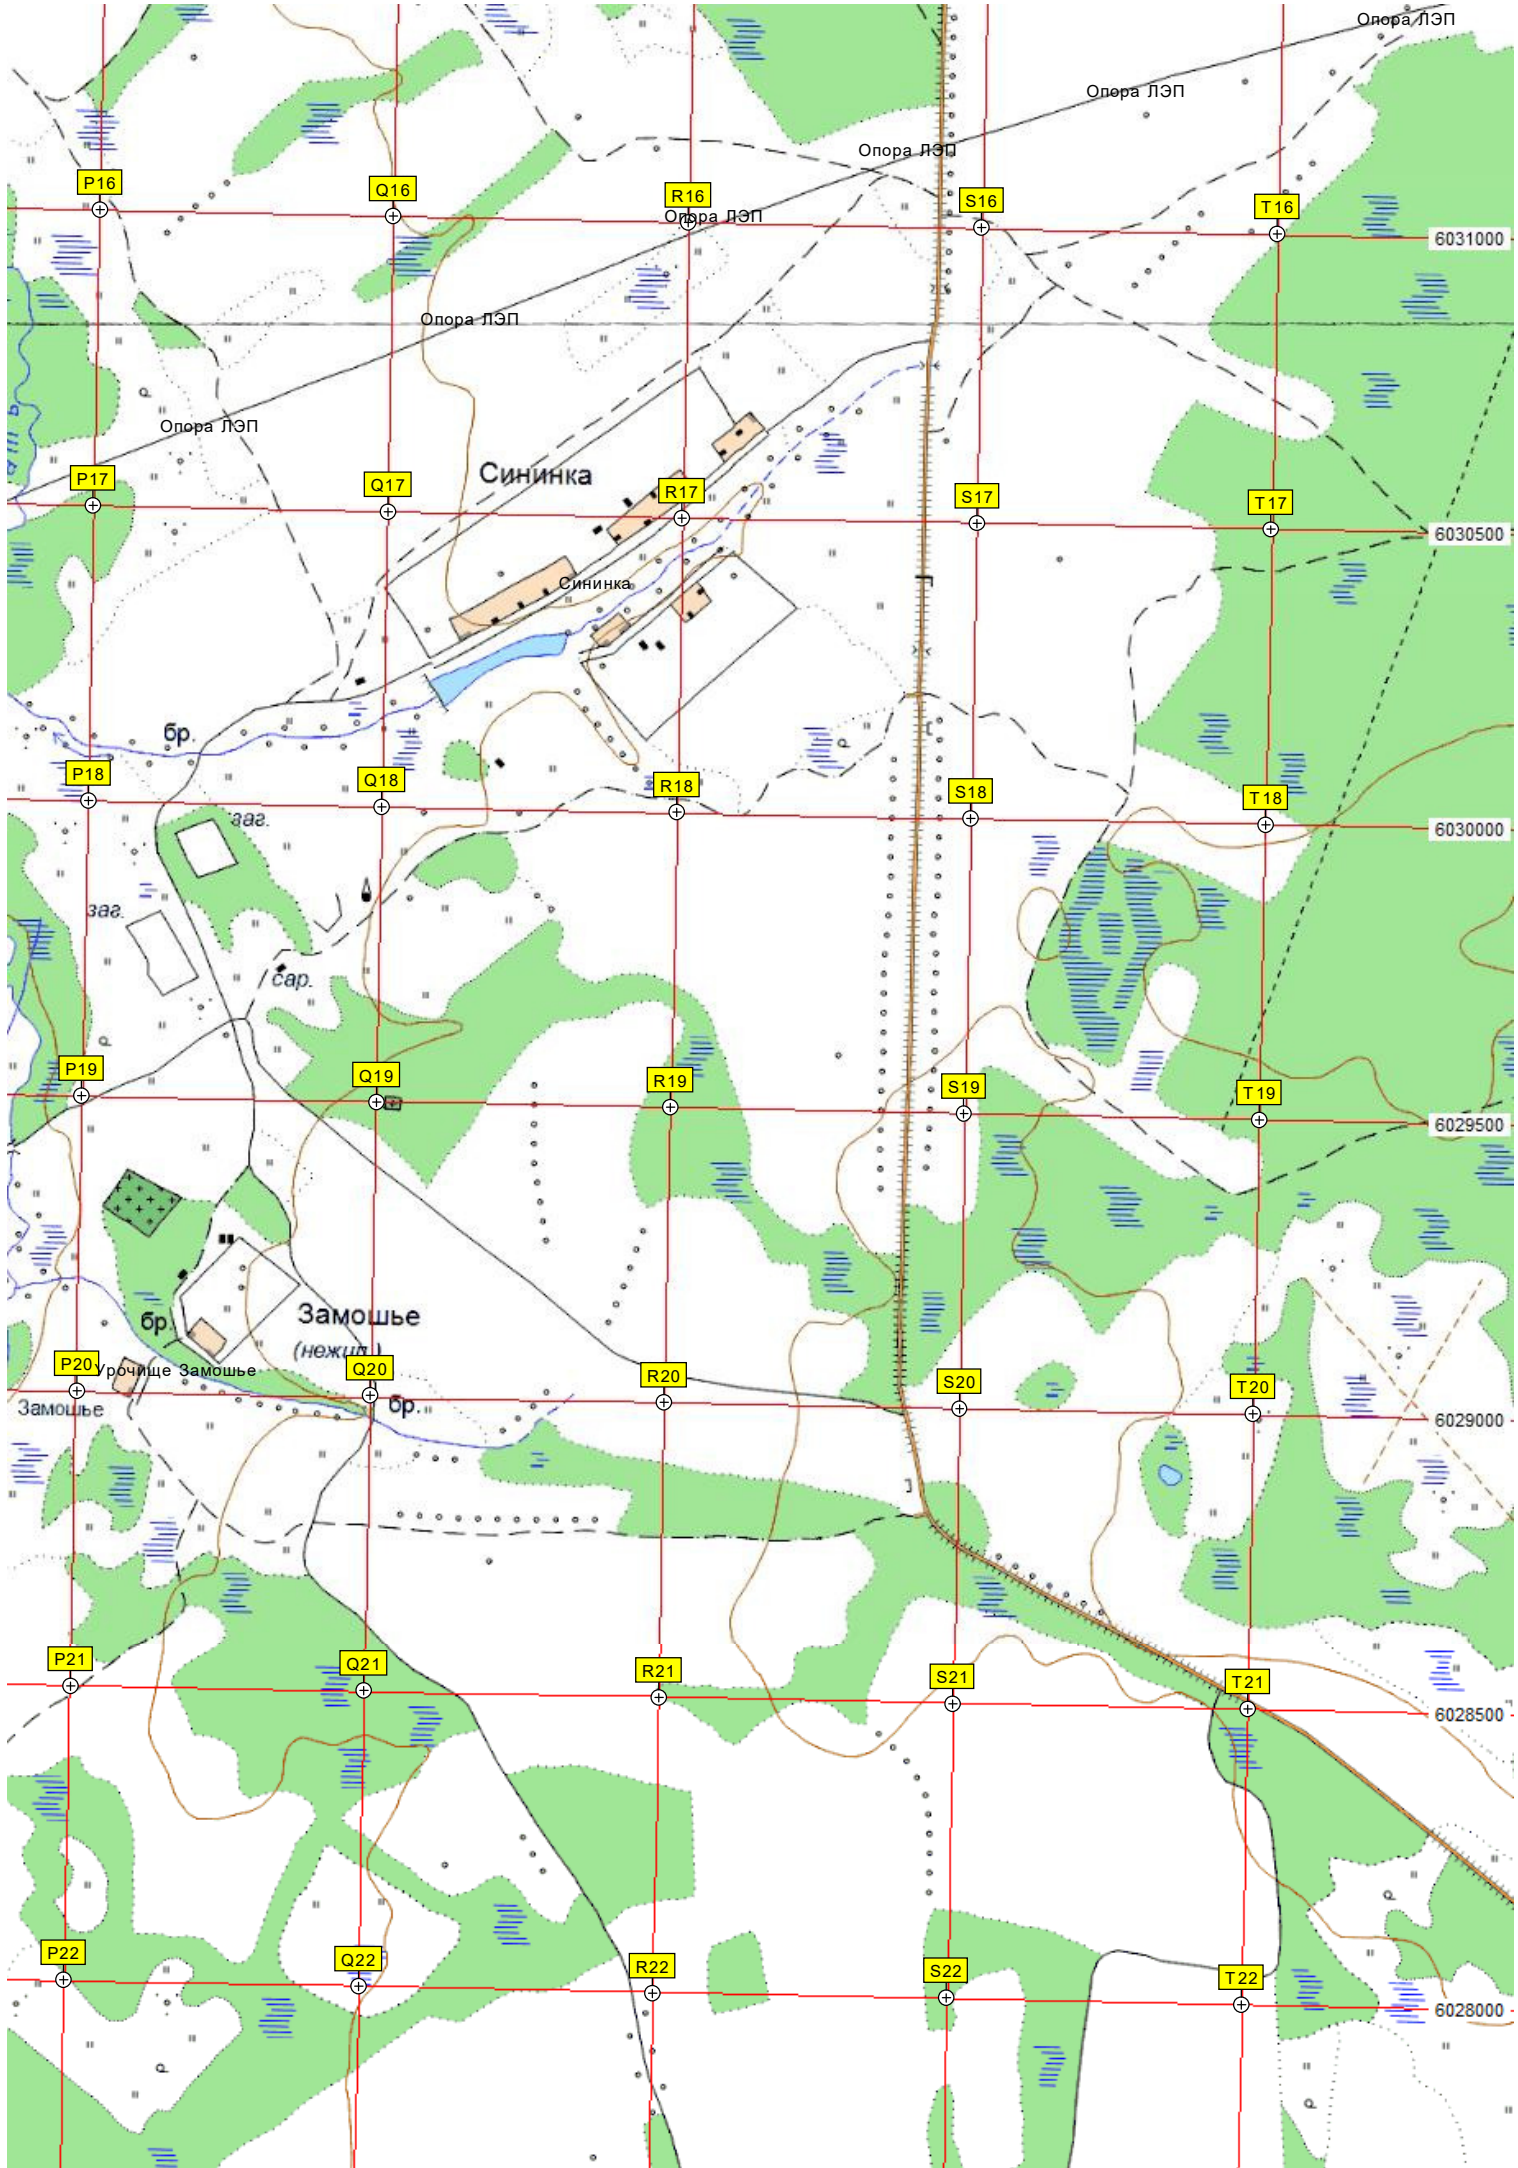 Опора ЛЭП
Опора ЛЭП
Опора ЛЭП
P16
Q16
R16
S16
T16
Опора ЛЭП
6031000
Опора ЛЭП
Опора ЛЭП
P17
Q17
Сининка
R17
S17
T17
6030500
Сининка
бр.
P18
Q18
R18
S18
T18
заг.
6030000
заг.
сар.
P19
Q19
R19
S19
T19
6029500
бр.
Замошье
(нежил.)
P20
Урочище Замошье
Q20
R20
S20
T20
Замошье
бр.
6029000
P21
Q21
R21
S21
T21
6028500
P22
Q22
R22
S22
T22
6028000